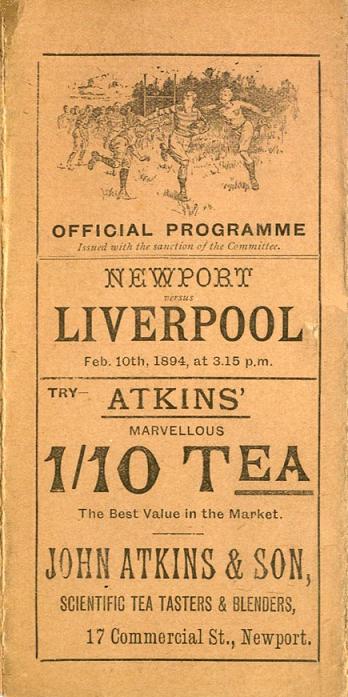 OFFICIAL PROGRAMME
Issued with the sanction of the Committee.
NEWPORT
versus
LIVERPOOL
Feb. 10th, 1894, at 3.15 p.m.
TRY— ATKINS'
MARVELLOUS
1/10 TEA
The Best Value in the Market.
JOHN ATKINS & SON,
SCIENTIFIC TEA TASTERS & BLENDERS,
17 Commercial St., Newport.